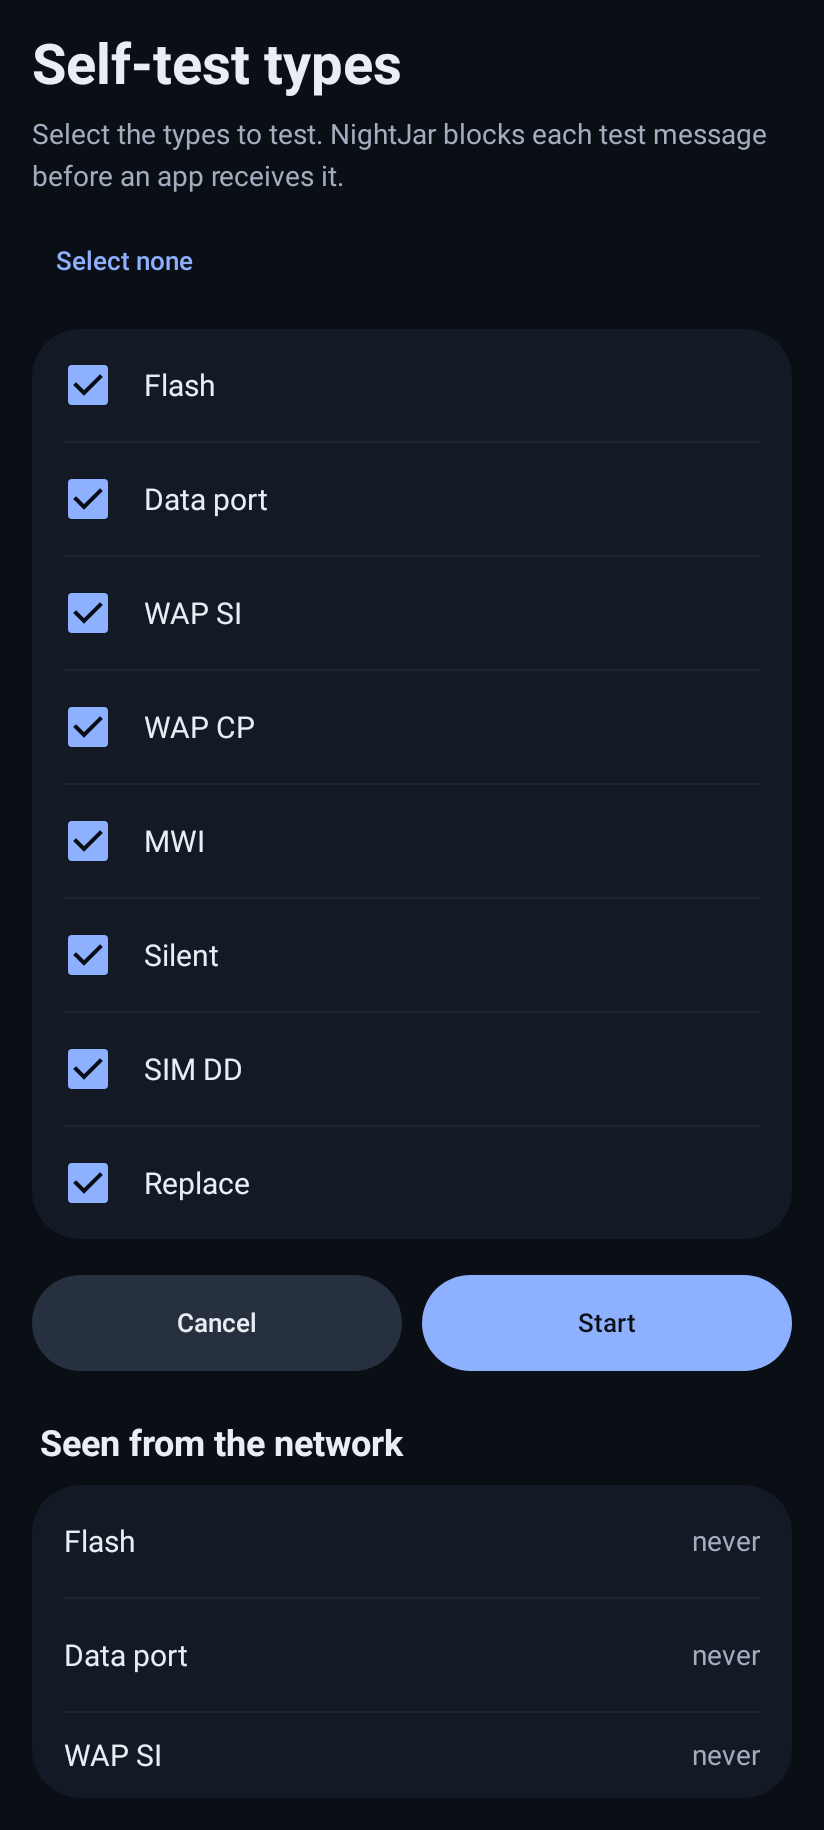 Self-test types
Select the types to test. NightJar blocks each test message
before an app receives it.
Select none
Flash
Data port
WAP SI
WAP CP
MWI
Silent
SIM DD
Replace
Cancel
Start
Seen from the network
Flash never
Data port never
WAP SI never